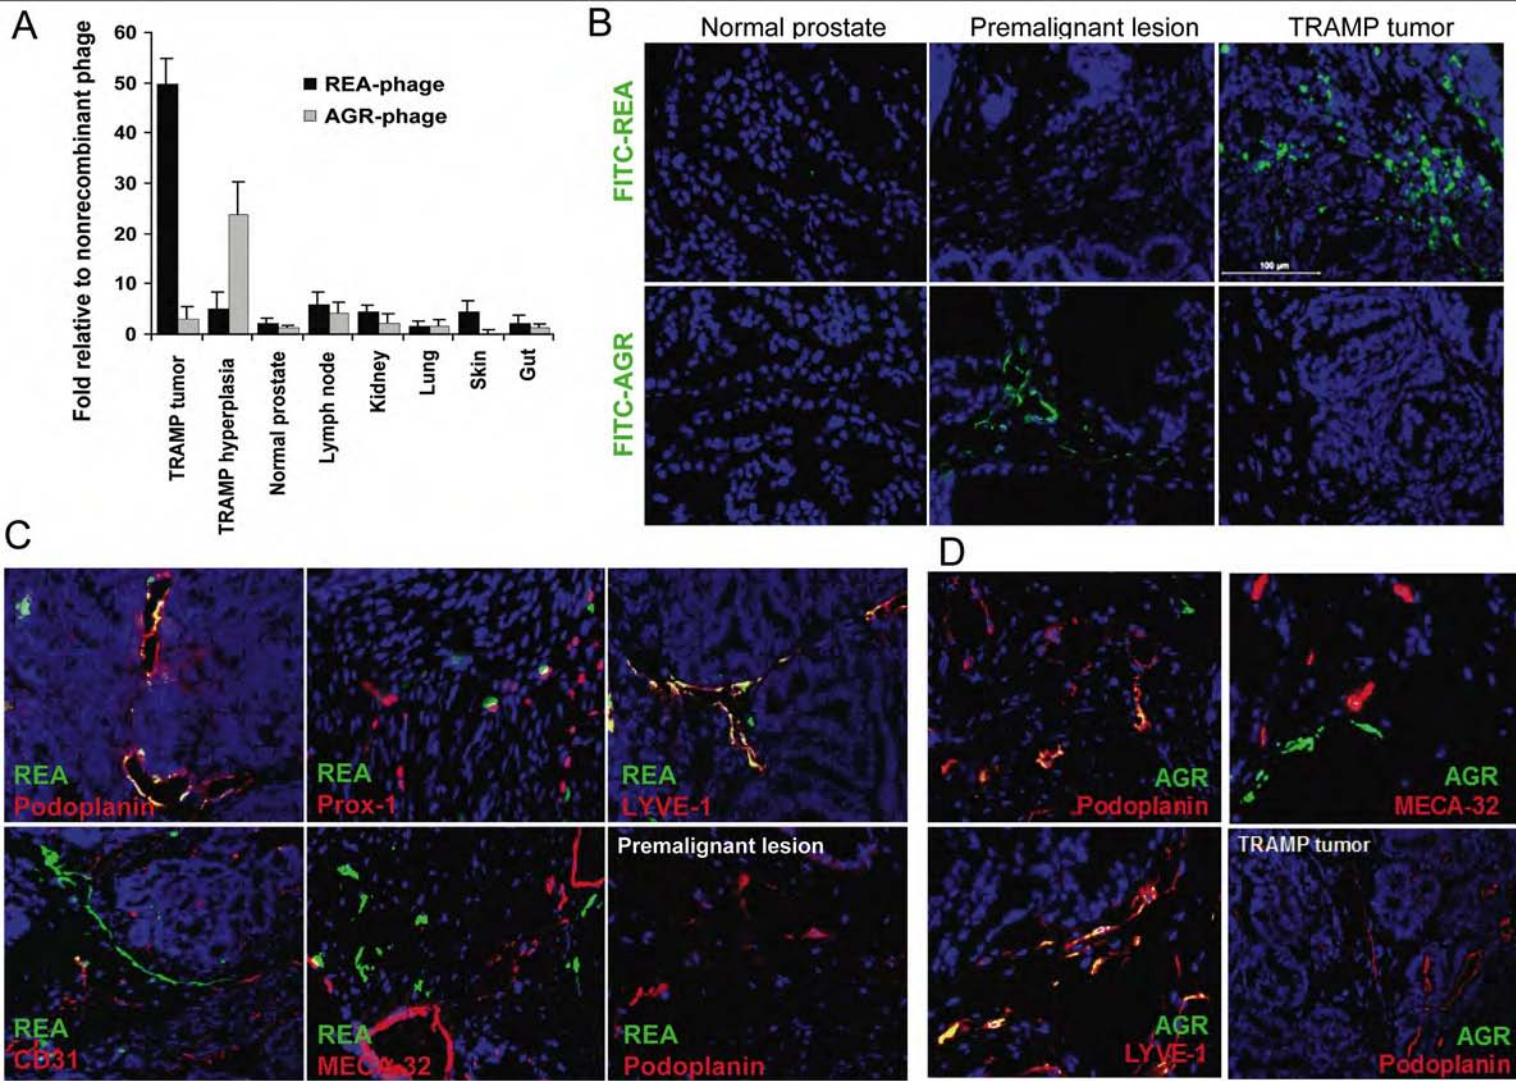 A
Fold relative to nonrecombinant phage
60
50
40
30
20
10
0
REA-phage
AGR-phage
TRAMP tumor
TRAMP hyperplasia
Normal prostate
Lymph node
Kidney
Lung
Skin
Gut
B
Normal prostate
Premalignant lesion
TRAMP tumor
FITC-REA
100 µm
FITC-AGR
C
REA
Podoplanin
REA
Prox-1
REA
LYVE-1
REA
CD31
REA
MECA-32
Premalignant lesion
REA
Podoplanin
D
AGR
Podoplanin
AGR
MECA-32
AGR
LYVE-1
TRAMP tumor
AGR
Podoplanin